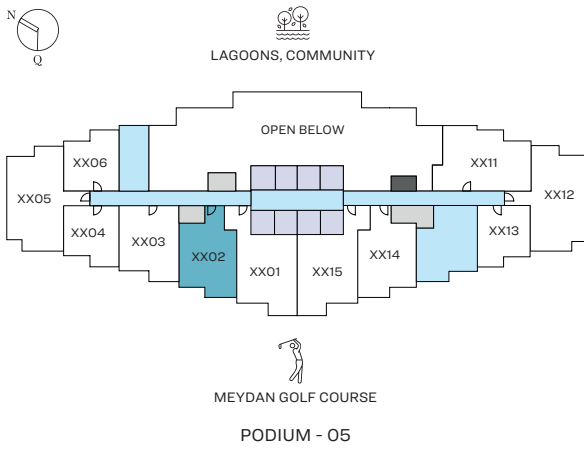 N
Q
LAGOONS, COMMUNITY
OPEN BELOW
XX06
XX11
XX05
XX12
XX04
XX03
XX02
XX01
XX15
XX14
XX13
MEYDAN GOLF COURSE
PODIUM - 05